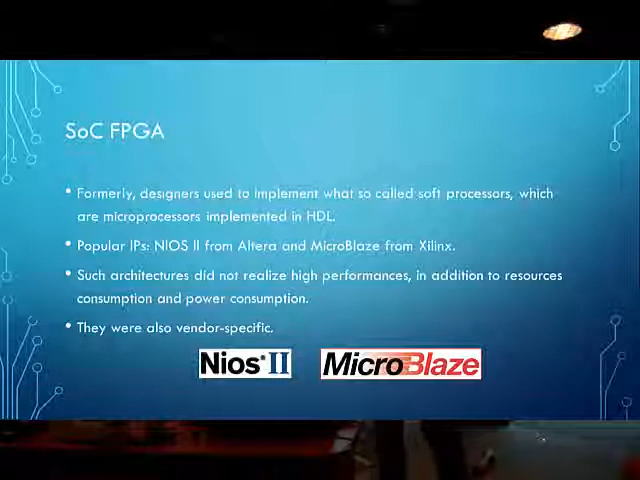 SoC FPGA
• Formerly, designers used to implement what so called soft processors, which
are microprocessors implemented in HDL.
• Popular IPs: NIOS II from Altera and MicroBlaze from Xilinx.
• Such architectures did not realize high performances, in addition to resources
consumption and power consumption.
• They were also vendor-specific.
Nios® II
MicroBlaze